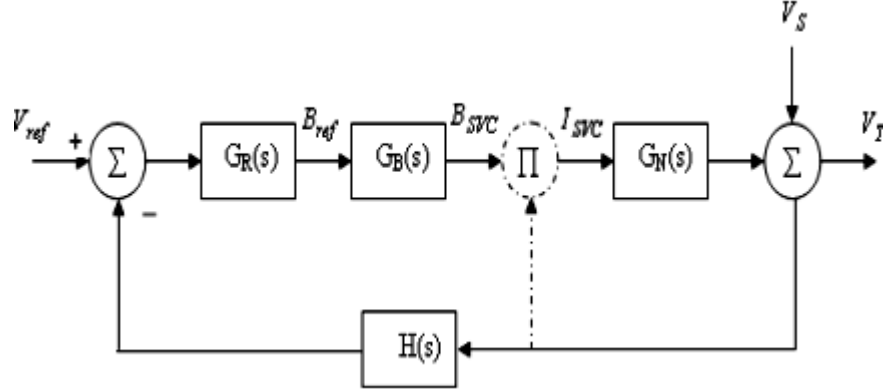 V_S
V_ref + Σ G_R(s) B_ref G_B(s) B_SVC Π I_SVC G_N(s) Σ V_T
−
H(s)